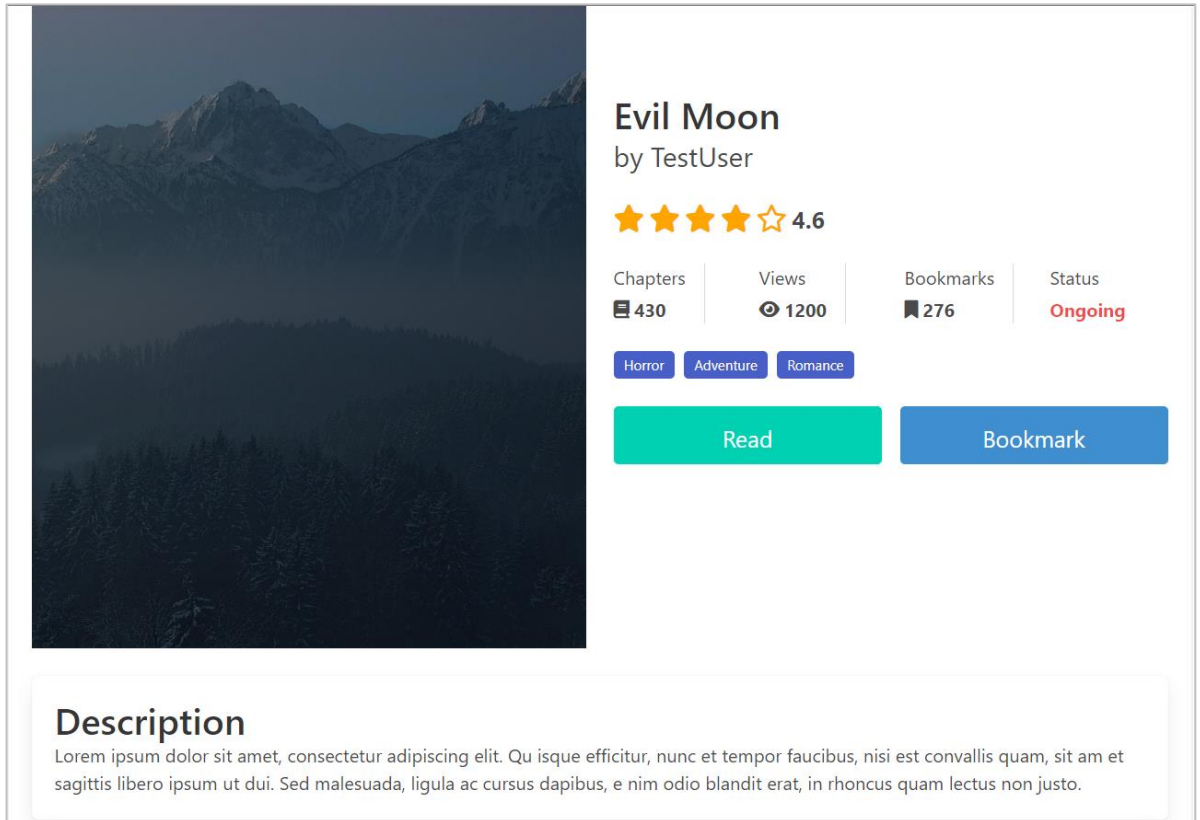 Evil Moon
by TestUser
4.6
Chapters Views Bookmarks Status
430 1200 276 Ongoing
Horror Adventure Romance
Read Bookmark
Description
Lorem ipsum dolor sit amet, consectetur adipiscing elit. Qu isque efficitur, nunc et tempor faucibus, nisi est convallis quam, sit am et
sagittis libero ipsum ut dui. Sed malesuada, ligula ac cursus dapibus, e nim odio blandit erat, in rhoncus quam lectus non justo.